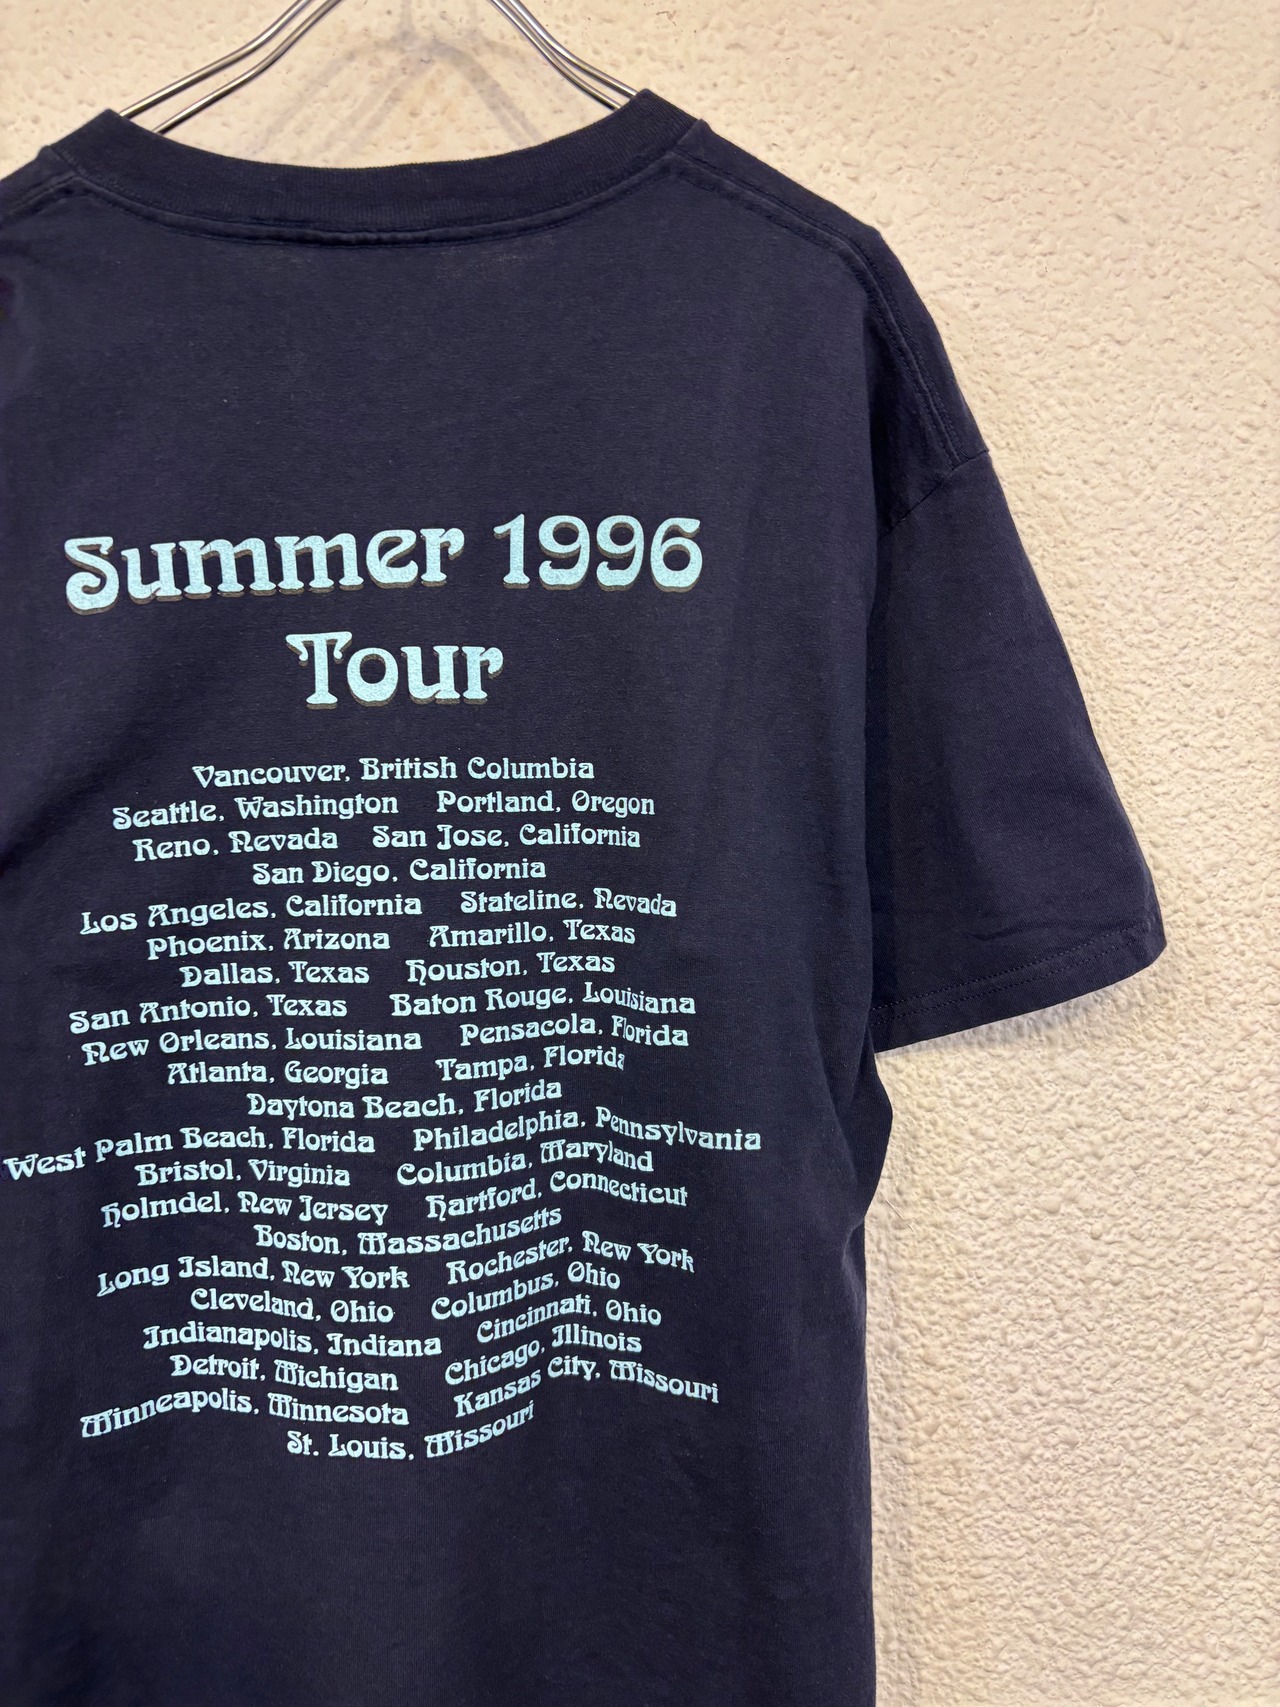 Summer 1996
Tour
Vancouver, British Columbia
Seattle, Washington Portland, Oregon
Reno, Nevada San Jose, California
San Diego, California
Los Angeles, California Stateline, Nevada
Phoenix, Arizona Amarillo, Texas
Dallas, Texas Houston, Texas
San Antonio, Texas Baton Rouge, Louisiana
New Orleans, Louisiana Pensacola, Florida
Atlanta, Georgia Tampa, Florida
Daytona Beach, Florida
West Palm Beach, Florida Philadelphia, Pennsylvania
Bristol, Virginia Columbia, Maryland
Holmdel, New Jersey Hartford, Connecticut
Boston, Massachusetts
Long Island, New York Rochester, New York
Cleveland, Ohio Columbus, Ohio
Indianapolis, Indiana Cincinnati, Ohio
Detroit, Michigan Chicago, Illinois
Minneapolis, Minnesota Kansas City, Missouri
St. Louis, Missouri